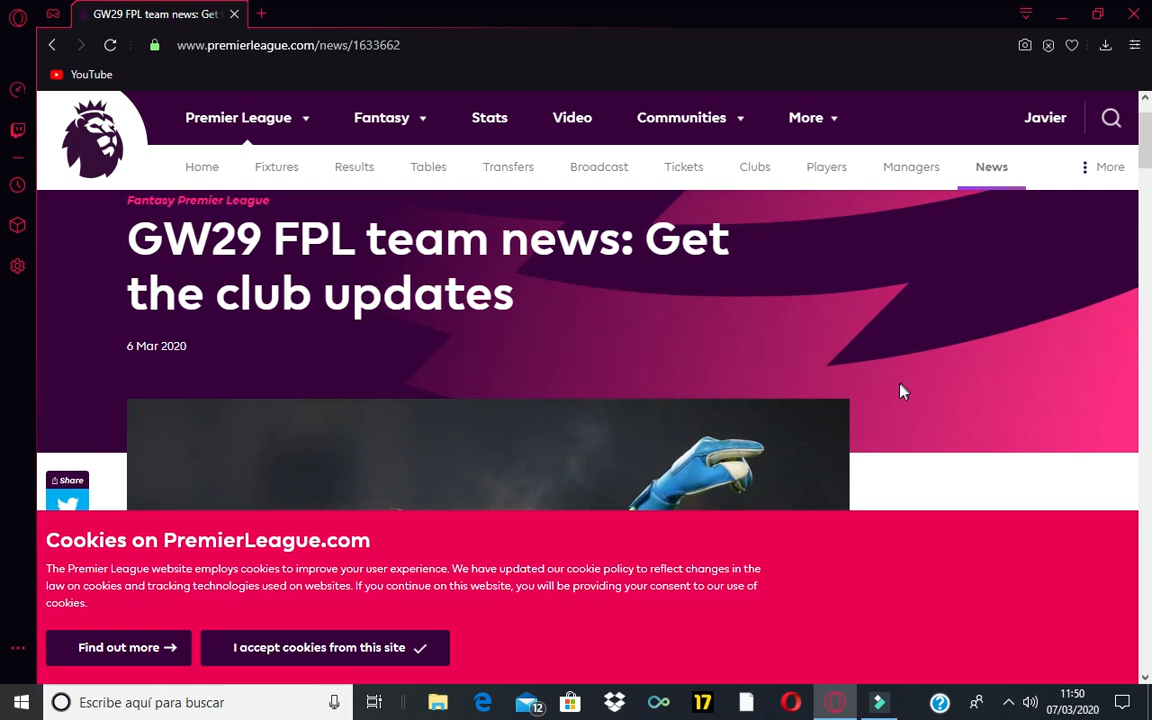 GW29 FPL team news: Get
www.premierleague.com/news/1633662
YouTube
Premier League Fantasy Stats Video Communities More Javier
Home Fixtures Results Tables Transfers Broadcast Tickets Clubs Players Managers News More
Fantasy Premier League
GW29 FPL team news: Get
the club updates
6 Mar 2020
Share
Cookies on PremierLeague.com
The Premier League website employs cookies to improve your user experience. We have updated our cookie policy to reflect changes in the
law on cookies and tracking technologies used on websites. If you continue on this website, you will be providing your consent to our use of
cookies.
Find out more → I accept cookies from this site
Escribe aquí para buscar 12 17 11:50
07/03/2020